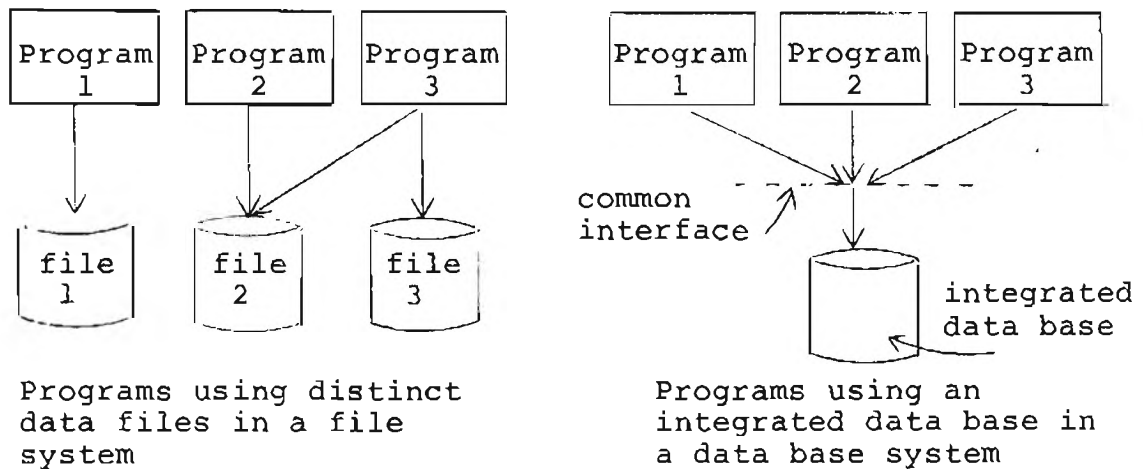 Program
1
Program
2
Program
3
file
1
file
2
file
3
Programs using distinct
data files in a file
system
Program
1
Program
2
Program
3
common
interface
integrated
data base
Programs using an
integrated data base in
a data base system